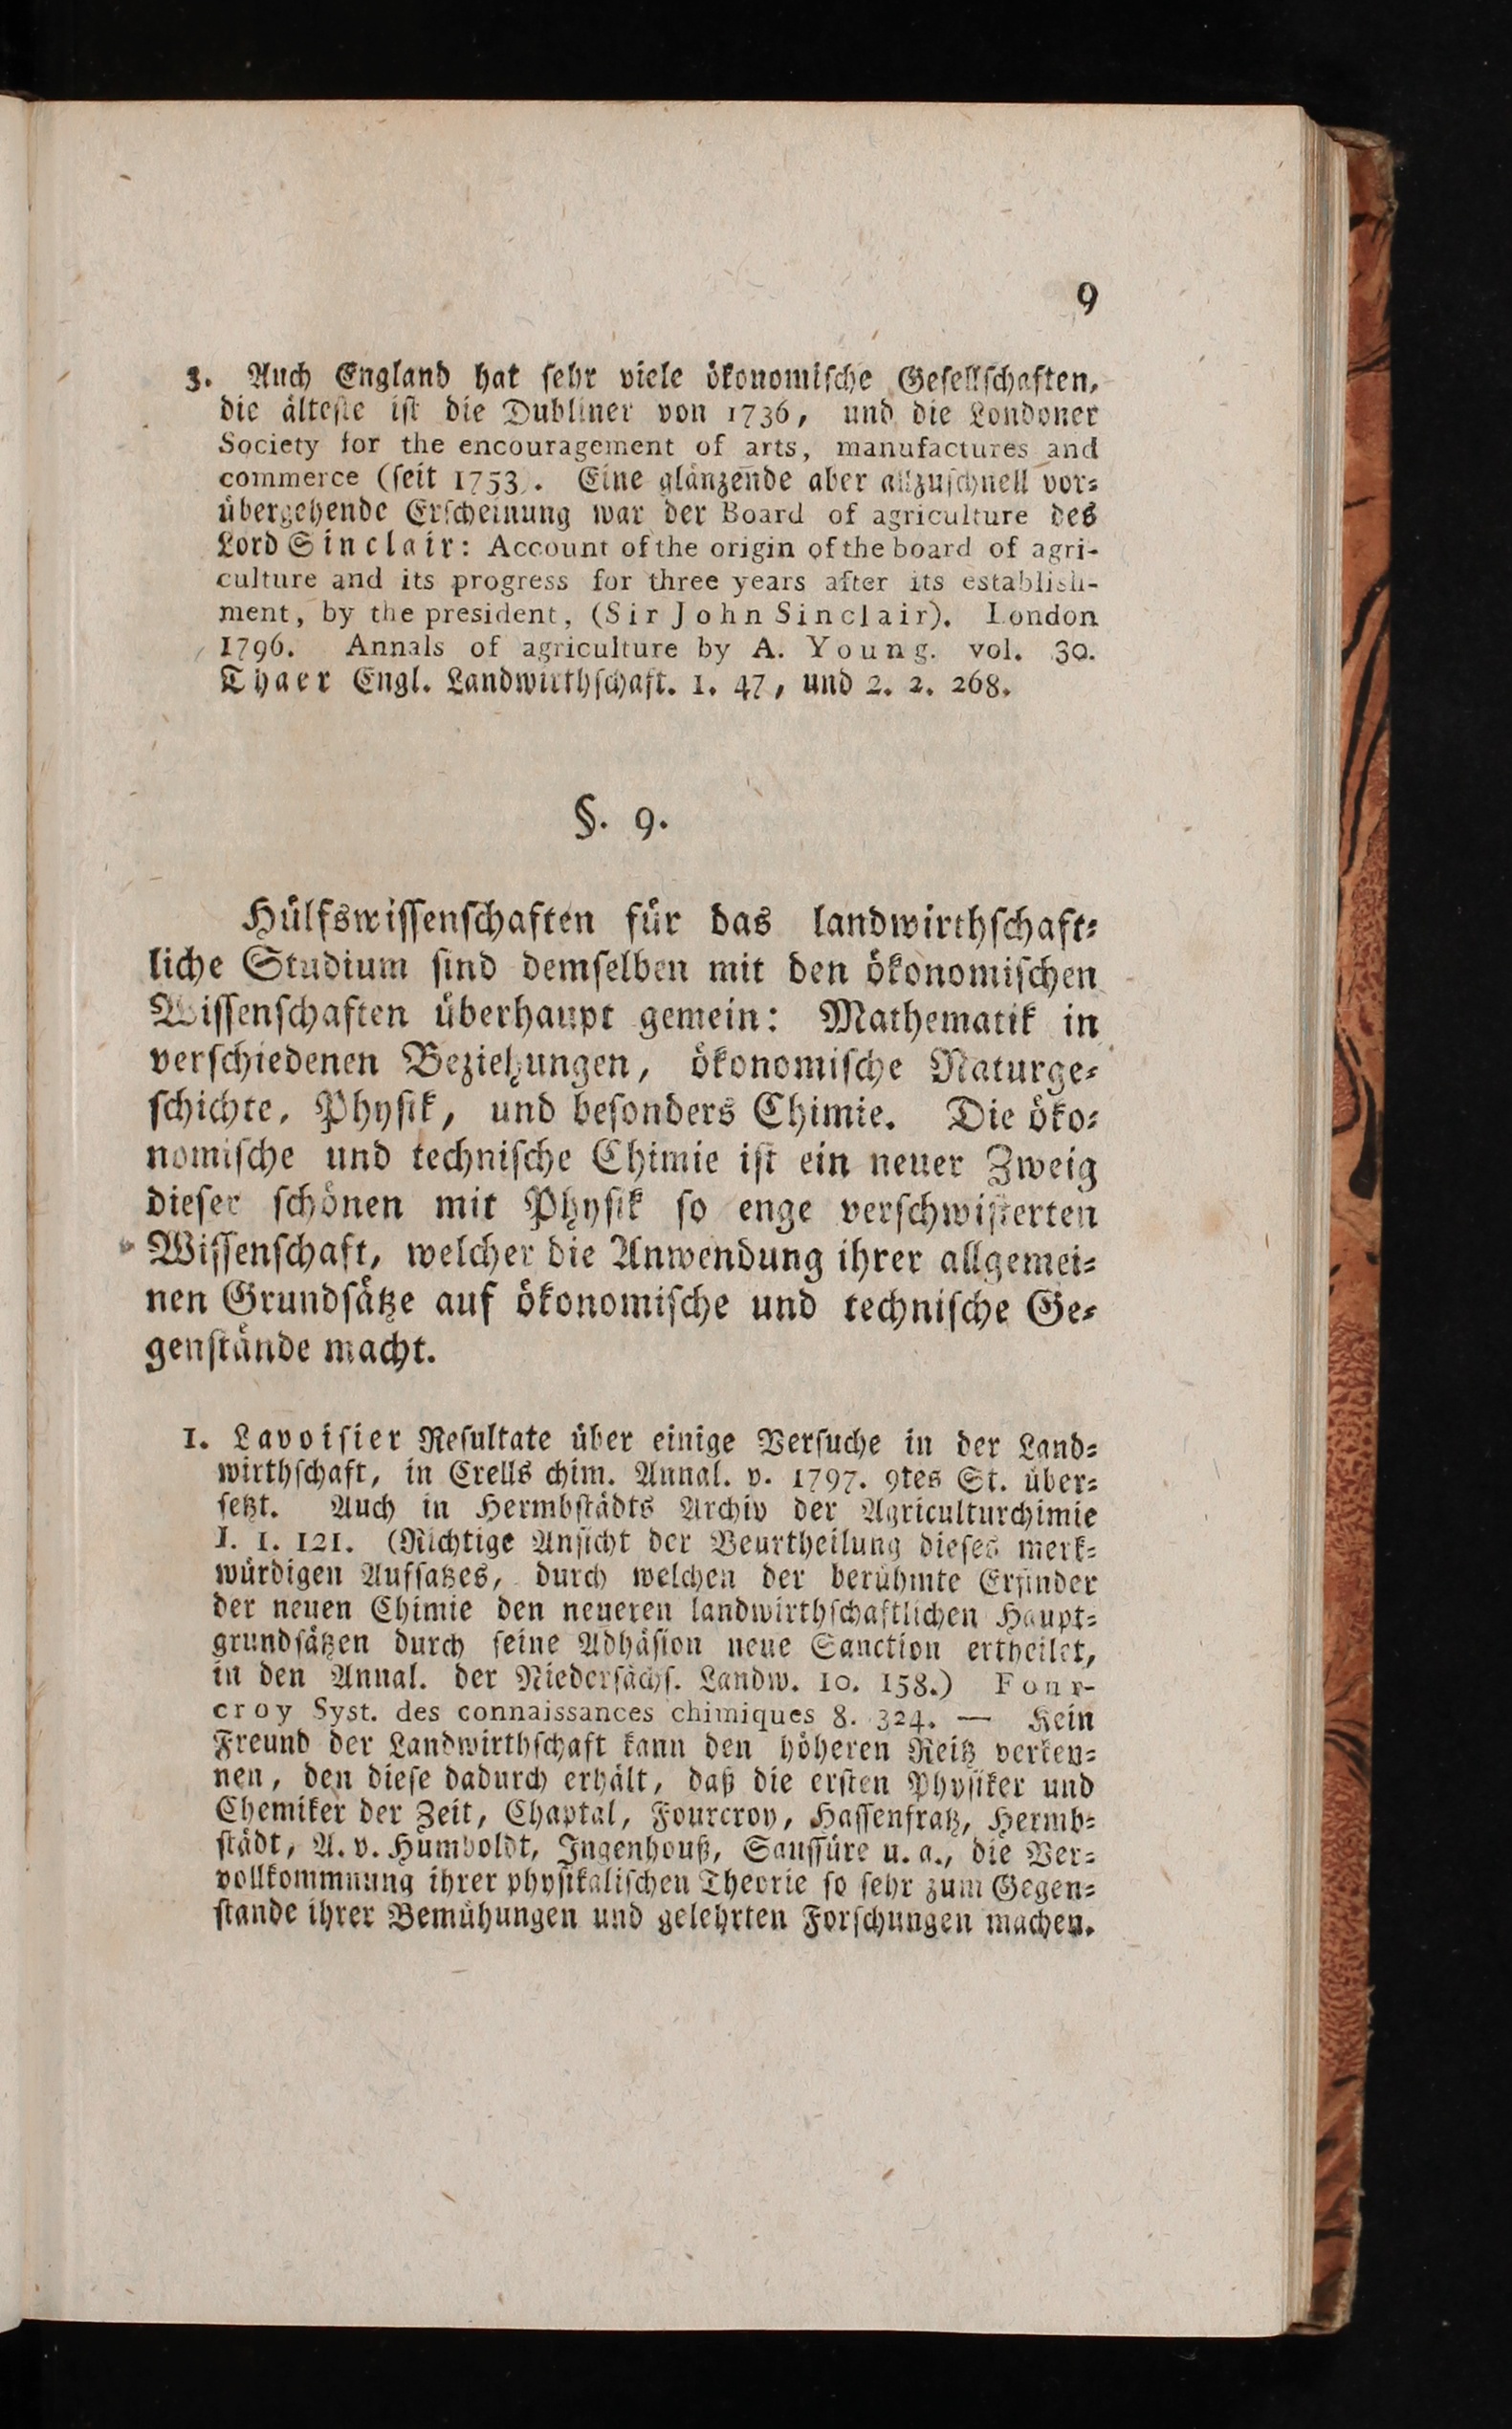 9
3. Auch England hat ſehr viele ökonomiſche Geſellſchaften,
die älteſte iſt die Dubliner von 1736, und die Londoner
Society for the encouragement of arts, manufactures and
commerce (ſeit 1753). Eine glänzende aber allzuſchnell vor⸗
übergehende Erſcheinung war der Board of agriculture des
Lord Sinclair: Account of the origin of the board of agri-
culture and its progress for three years after its establish-
ment, by the president, (Sir John Sinclair). London
1796. Annals of agriculture by A. Young. vol. 30.
Thaer Engl. Landwirthſchaft. 1. 47, und 2. 2. 268.
§. 9.
Hülfswiſſenſchaften für das landwirthſchaft⸗
liche Studium ſind demſelben mit den ökonomiſchen
Wiſſenſchaften überhaupt gemein: Mathematik in
verſchiedenen Beziehungen, ökonomiſche Naturge⸗
ſchichte, Phyſik, und beſonders Chimie. Die öko⸗
nomiſche und techniſche Chimie iſt ein neuer Zweig
dieſer ſchönen mit Phyſik ſo enge verſchwiſterten
Wiſſenſchaft, welcher die Anwendung ihrer allgemei⸗
nen Grundſätze auf ökonomiſche und techniſche Ge⸗
genſtände macht.
1. Lavoiſier Reſultate über einige Verſuche in der Land⸗
wirthſchaft, in Crells chim. Annal. v. 1797. 9tes St. über⸗
ſetzt. Auch in Hermbſtädts Archiv der Agriculturchimie
I. 1. 121. (Richtige Anſicht der Beurtheilung dieſes merk⸗
würdigen Aufſatzes, durch welchen der berühmte Erfinder
der neuen Chimie den neueren landwirthſchaftlichen Haupt⸗
grundſätzen durch ſeine Adhäſion neue Sanction ertheilet,
in den Annal. der Niederſächſ. Landw. 10. 158.) Four-
croy Syst. des connaissances chimiques 8. 324. — Kein
Freund der Landwirthſchaft kann den höheren Reitz verken⸗
nen, den dieſe dadurch erhält, daß die erſten Phyſiker und
Chemiker der Zeit, Chaptal, Fourcroy, Haſſenfratz, Hermb⸗
ſtädt, A. v. Humboldt, Ingenhouß, Sauſſüre u. a., die Ver⸗
vollkommnung ihrer phyſikaliſchen Theorie ſo ſehr zum Gegen⸗
ſtande ihrer Bemühungen und gelehrten Forſchungen machen.